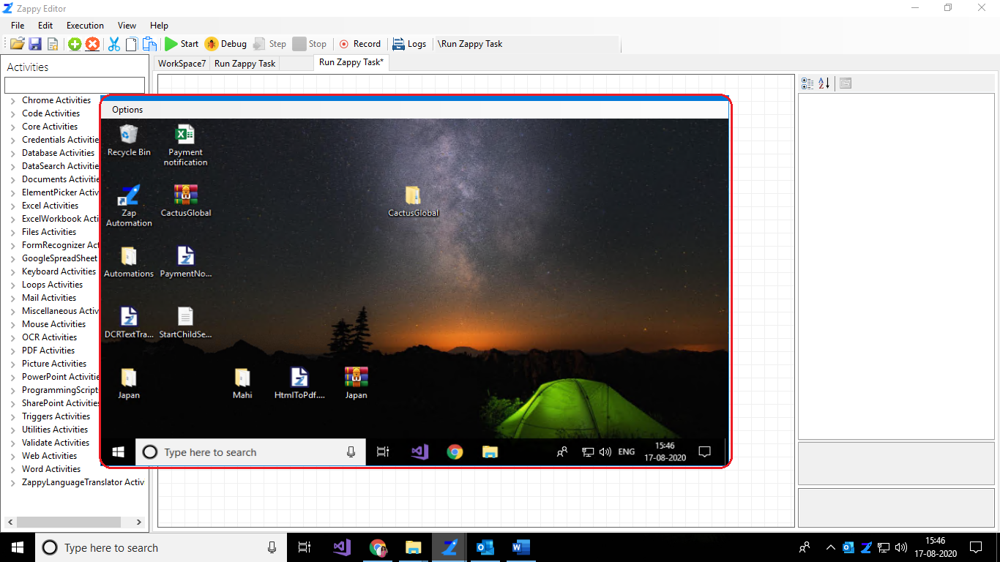 Zappy Editor
File Edit Execution View Help
Start Debug Step Stop Record Logs \Run Zappy Task
Activities
WorkSpace7 Run Zappy Task Run Zappy Task*
Chrome Activities
Code Activities
Core Activities
Credentials Activitie
Database Activities
DataSearch Activitie
Documents Activitie
ElementPicker Activ
Excel Activities
ExcelWorkbook Acti
Files Activities
FormRecognizer Act
GoogleSpreadSheet
Keyboard Activities
Loops Activities
Mail Activities
Miscellaneous Activ
Mouse Activities
OCR Activities
PDF Activities
Picture Activities
PowerPoint Activitie
ProgrammingScript
SharePoint Activities
Triggers Activities
Utilities Activities
Validate Activities
Web Activities
Word Activities
ZappyLanguageTranslator Activ
Options
Recycle Bin
Payment
notification
Zap
Automation
CactusGlobal
CactusGlobal
Automations
PaymentNo...
DCRTextTra...
StartChildSe...
Japan
Mahi
HtmlToPdf....
Japan
Type here to search
ENG
15:46
17-08-2020
Type here to search
15:46
17-08-2020